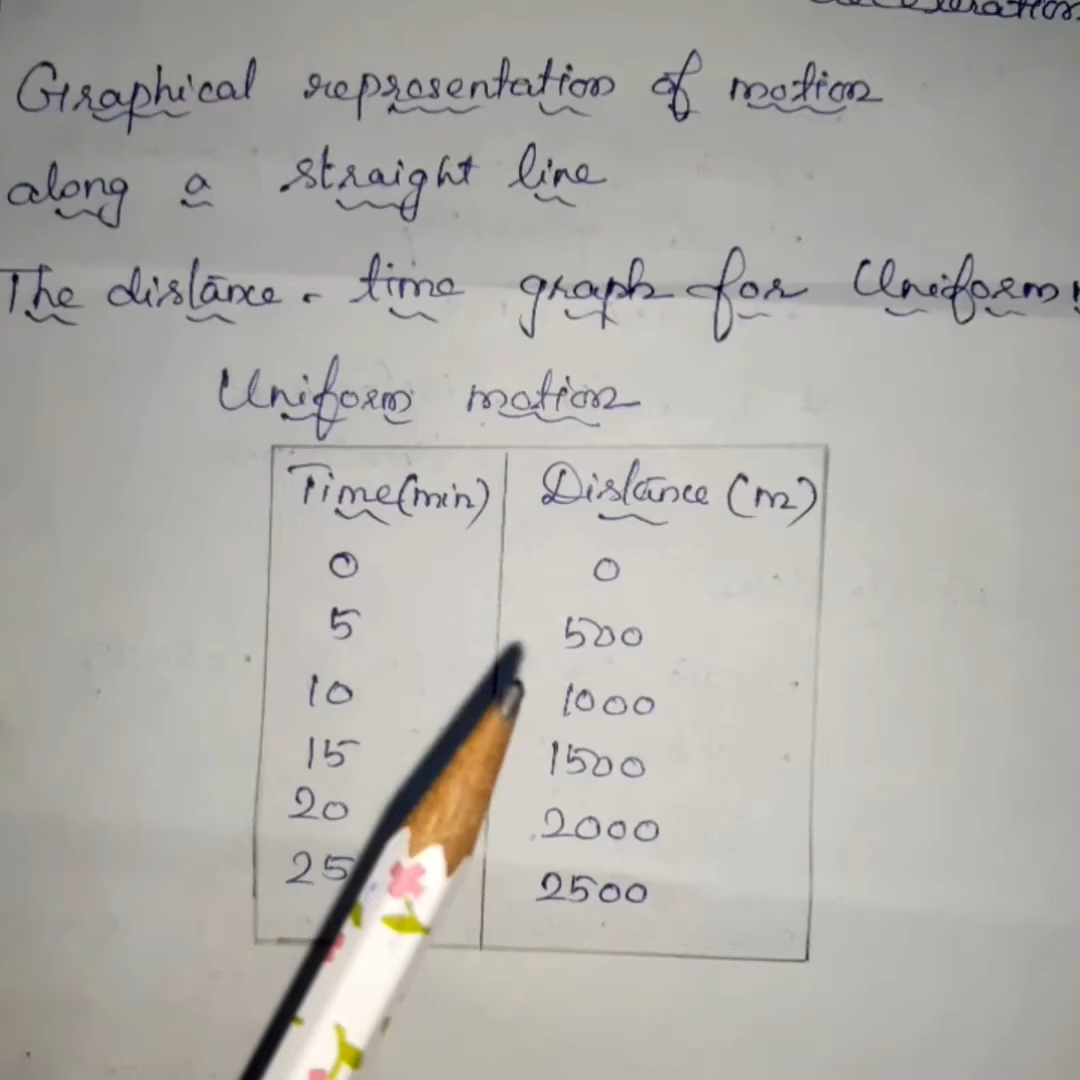 Graphical representation of motion
along a straight line
The distance - time graph for Uniform
Uniform motion
Time(min) Distance (m)
0 0
5 500
10 1000
15 1500
20 2000
25 2500